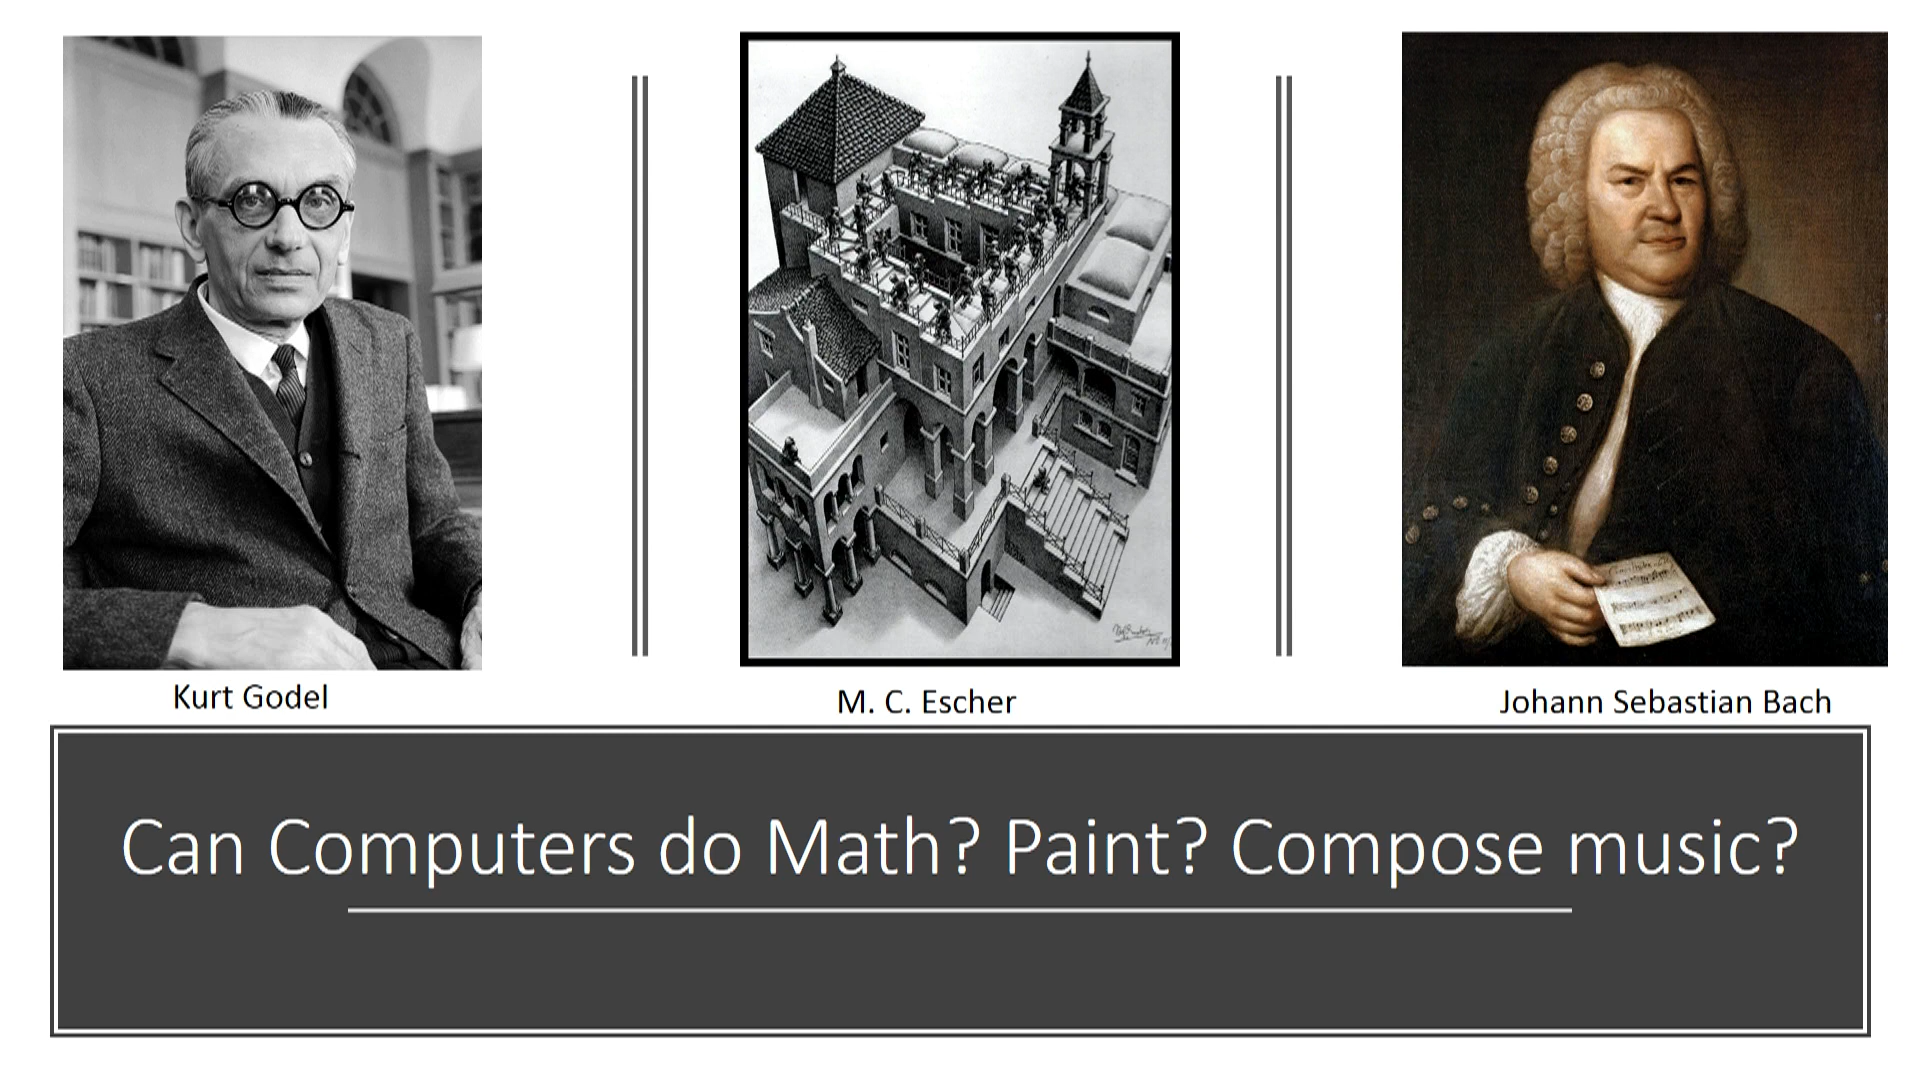 Kurt Godel
M. C. Escher
Johann Sebastian Bach
Can Computers do Math? Paint? Compose music?